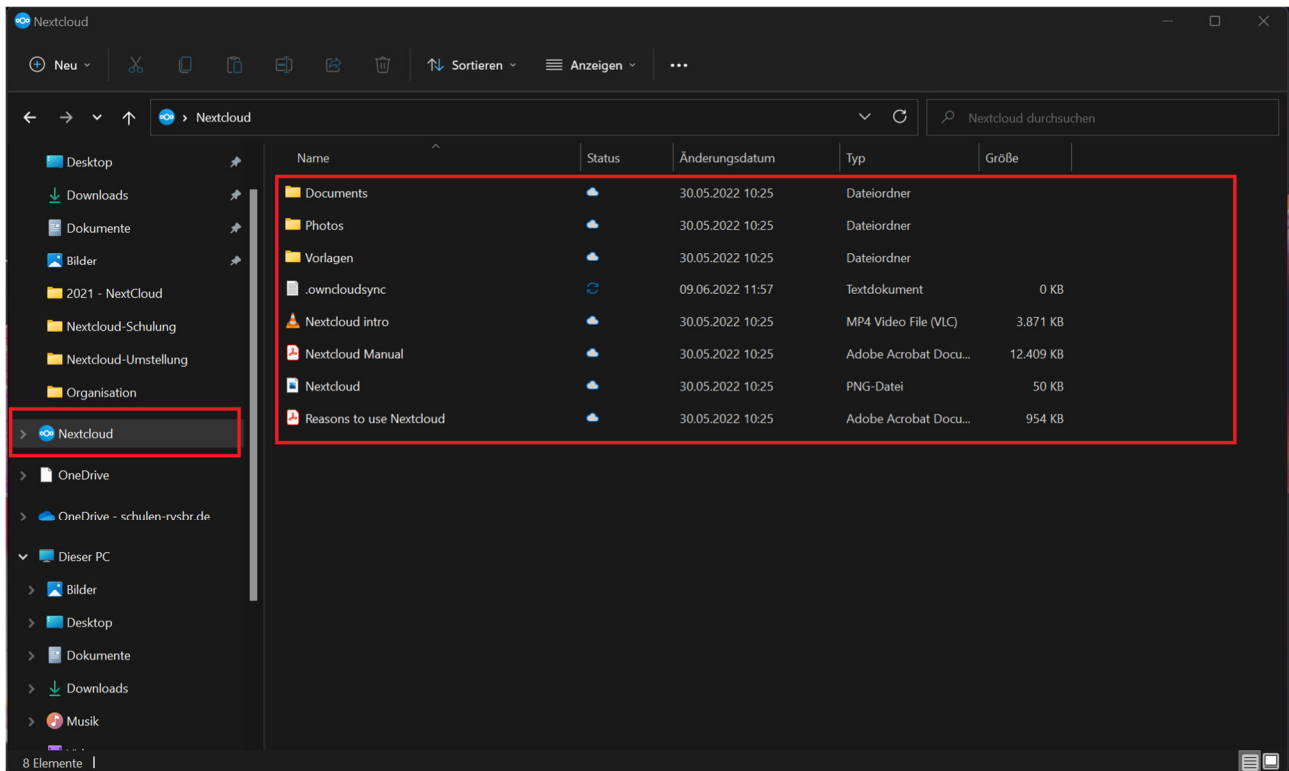 Nextcloud
Neu
Sortieren
Anzeigen
Nextcloud
Nextcloud durchsuchen
Desktop
Downloads
Dokumente
Bilder
2021 - NextCloud
Nextcloud-Schulung
Nextcloud-Umstellung
Organisation
Nextcloud
OneDrive
OneDrive - schulen-rvsbr.de
Dieser PC
Bilder
Desktop
Dokumente
Downloads
Musik
Name Status Änderungsdatum Typ Größe
Documents 30.05.2022 10:25 Dateiordner
Photos 30.05.2022 10:25 Dateiordner
Vorlagen 30.05.2022 10:25 Dateiordner
.owncloudsync 09.06.2022 11:57 Textdokument 0 KB
Nextcloud intro 30.05.2022 10:25 MP4 Video File (VLC) 3.871 KB
Nextcloud Manual 30.05.2022 10:25 Adobe Acrobat Docu... 12.409 KB
Nextcloud 30.05.2022 10:25 PNG-Datei 50 KB
Reasons to use Nextcloud 30.05.2022 10:25 Adobe Acrobat Docu... 954 KB
8 Elemente